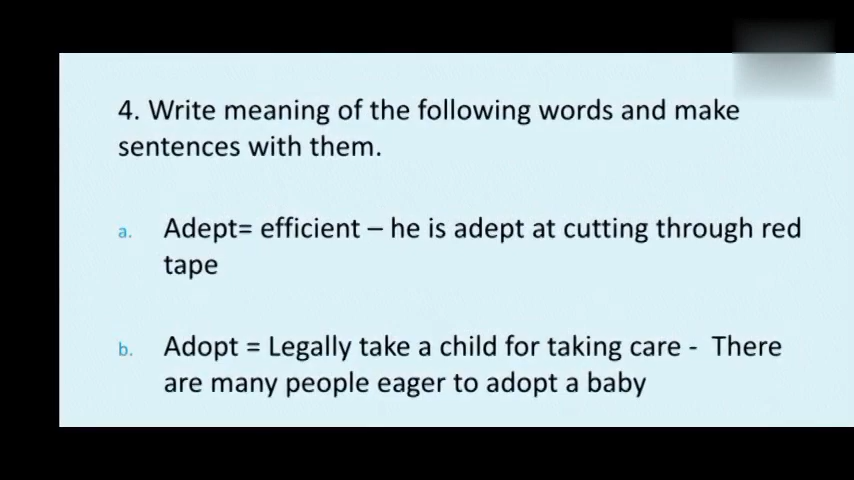 4. Write meaning of the following words and make
sentences with them.
a. Adept= efficient – he is adept at cutting through red
tape
b. Adopt = Legally take a child for taking care - There
are many people eager to adopt a baby